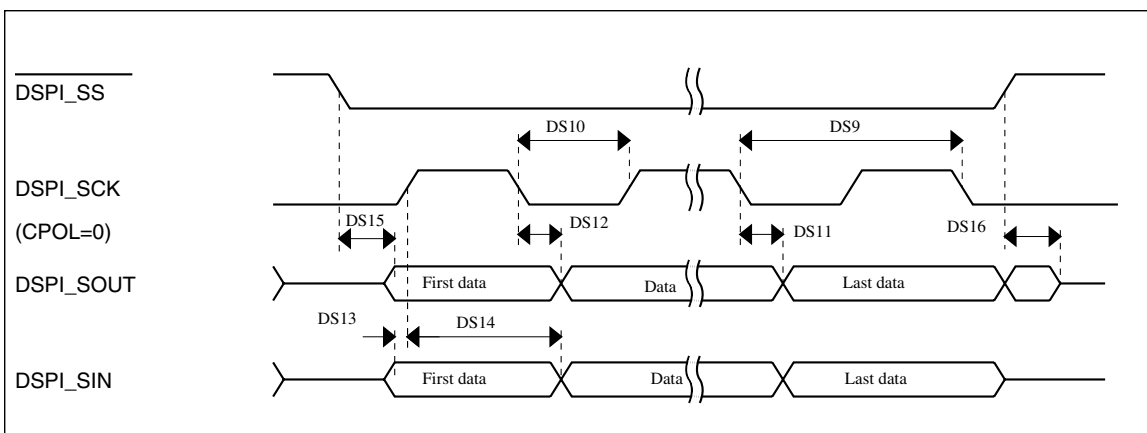 DSPI_SS
DS10
DS9
DSPI_SCK
(CPOL=0)
DS15
DS12
DS11
DS16
DSPI_SOUT
First data
Data
Last data
DS13
DS14
DSPI_SIN
First data
Data
Last data